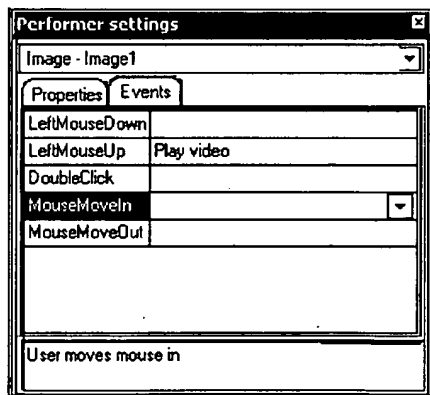 Performer settings
Image - Image1
Properties Events
LeftMouseDown
LeftMouseUp Play video
DoubleClick
MouseMoveIn
MouseMoveOut
User moves mouse in